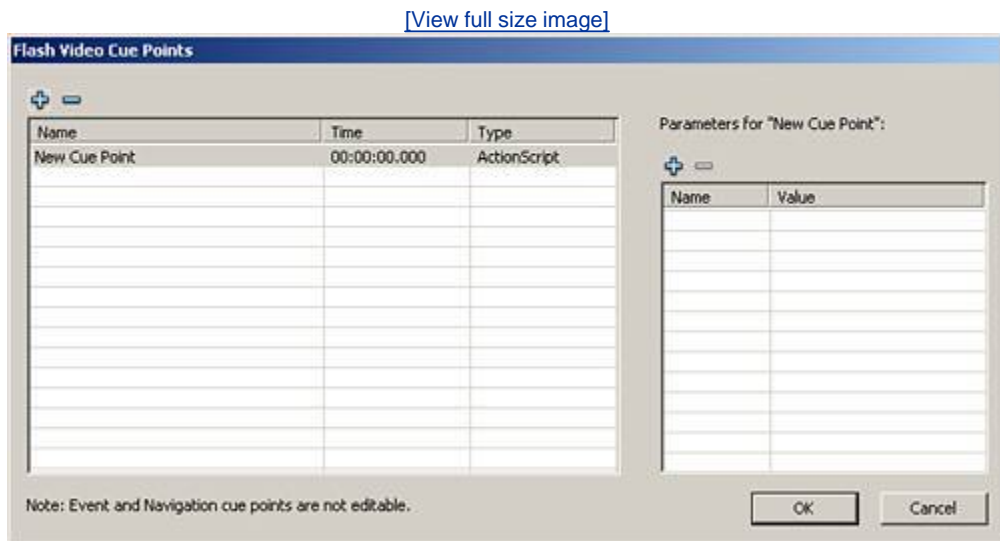 [View full size image]
Flash Video Cue Points
Name Time Type
New Cue Point 00:00:00.000 ActionScript
Parameters for "New Cue Point":
Name Value
Note: Event and Navigation cue points are not editable.
OK Cancel